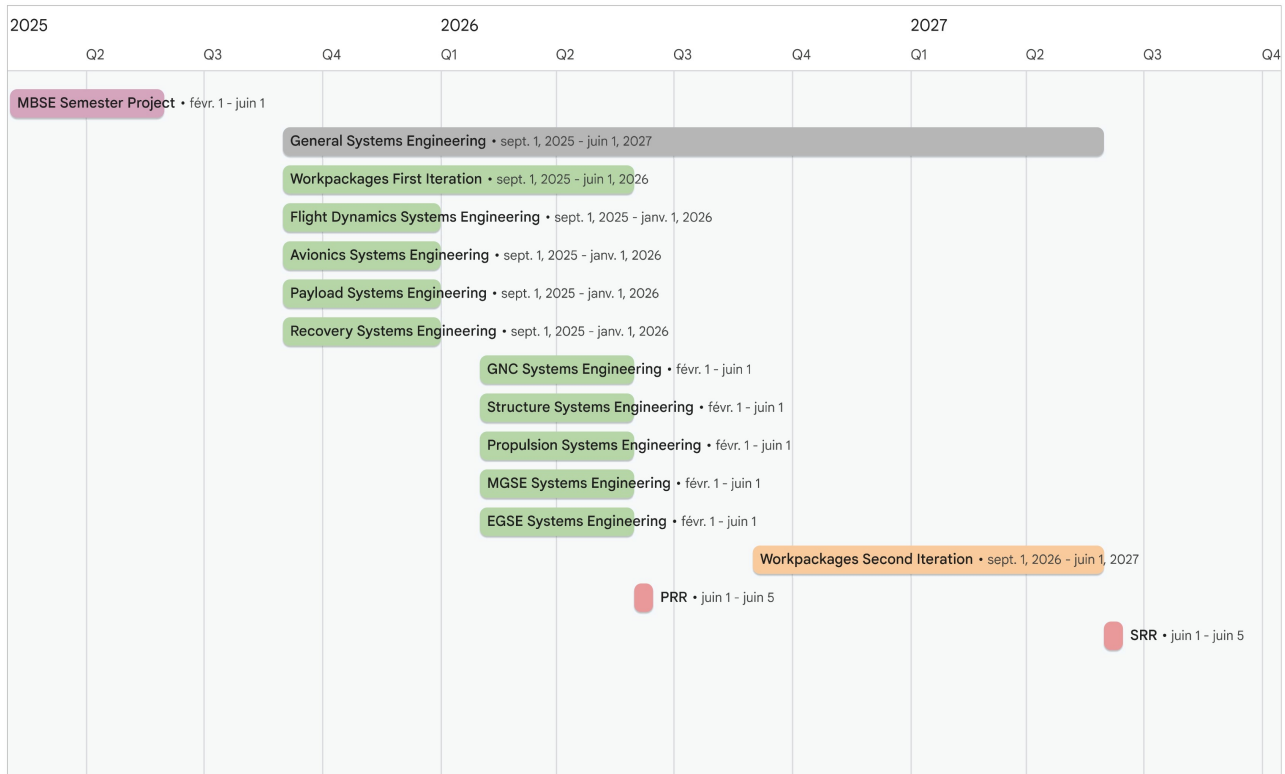 2025 2026 2027
Q2 Q3 Q4 Q1 Q2 Q3 Q4 Q1 Q2 Q3 Q4
MBSE Semester Project • févr. 1 - juin 1
General Systems Engineering • sept. 1, 2025 - juin 1, 2027
Workpackages First Iteration • sept. 1, 2025 - juin 1, 2026
Flight Dynamics Systems Engineering • sept. 1, 2025 - janv. 1, 2026
Avionics Systems Engineering • sept. 1, 2025 - janv. 1, 2026
Payload Systems Engineering • sept. 1, 2025 - janv. 1, 2026
Recovery Systems Engineering • sept. 1, 2025 - janv. 1, 2026
GNC Systems Engineering • févr. 1 - juin 1
Structure Systems Engineering • févr. 1 - juin 1
Propulsion Systems Engineering • févr. 1 - juin 1
MGSE Systems Engineering • févr. 1 - juin 1
EGSE Systems Engineering • févr. 1 - juin 1
Workpackages Second Iteration • sept. 1, 2026 - juin 1, 2027
PRR • juin 1 - juin 5
SRR • juin 1 - juin 5